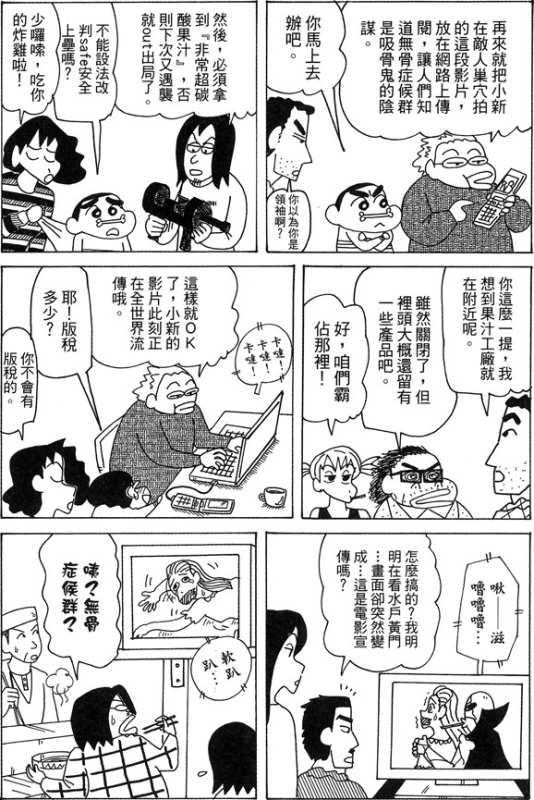 再來就把小新
在敵人巢穴拍
的這段影片，
放在網路上傳
閱，讓人們知
道無骨症候群
是吸骨鬼的陰
謀。
你馬上去
辦吧。
你以為你是
領袖啊？
然後，必須拿
到『非常超碳
酸果汁』，否
則下次又遇襲
就out出局了。
不能設法改
判safe安全
上壘嗎？
少囉嗦，吃你
的炸雞啦！
你這麼一提，我
想到果汁工廠就
在附近呢。
雖然關閉了，但
裡頭大概還留有
一些產品吧。
好，咱們霸
佔那裡！
卡噠！
卡噠！
卡噠！
這樣就ＯＫ
了，小新的
影片此刻正
在全世界流
傳哦。
耶！版稅
多少？
你不會有
版稅的。
啾──滋
嚕嚕嚕…
怎麼搞的？我明
明在看水戶黃門
…畫面卻突然變
成…這是電影宣
傳嗎？
軟趴
趴…
咦？無骨
症候群？